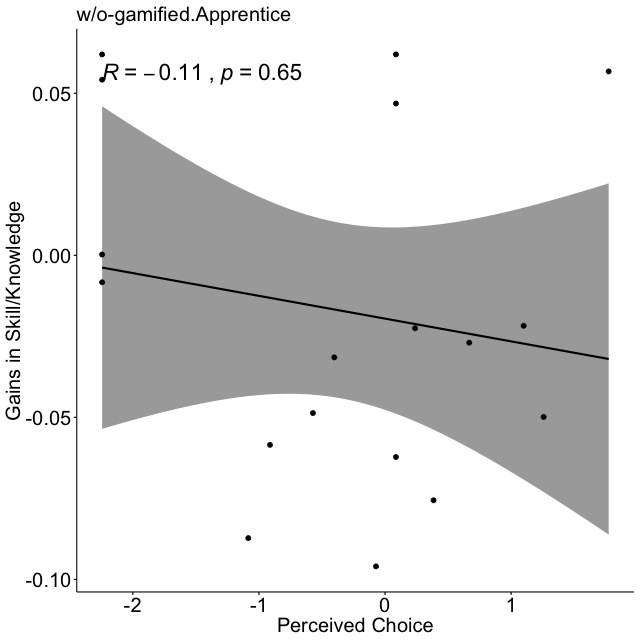 w/o-gamified.Apprentice
R = −0.11 , p = 0.65
0.05
0.00
-0.05
-0.10
Gains in Skill/Knowledge
-2
-1
0
1
Perceived Choice